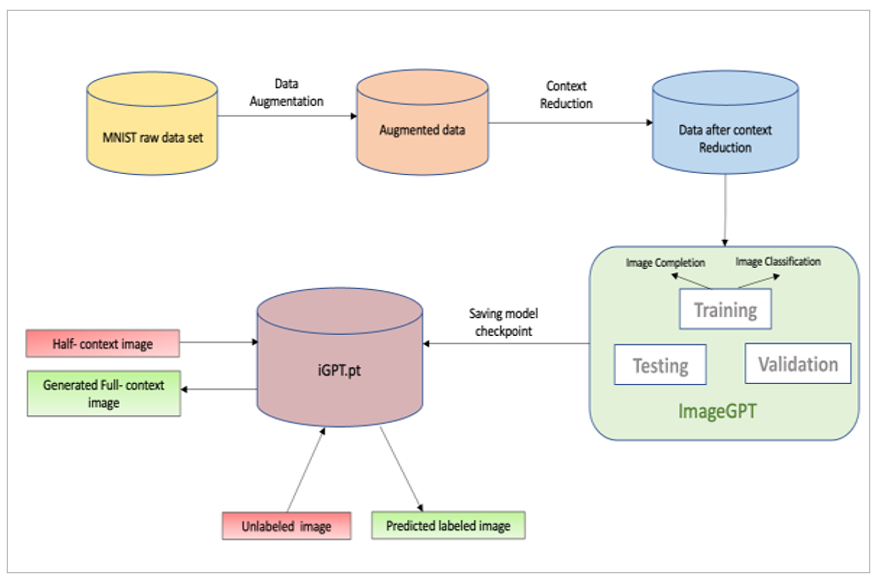 Data
Augmentation
Context
Reduction
MNIST raw data set
Augmented data
Data after context
Reduction
Image Completion
Image Classification
Training
Testing
Validation
ImageGPT
Saving model
checkpoint
iGPT.pt
Half- context image
Generated Full- context
image
Unlabeled image
Predicted labeled image